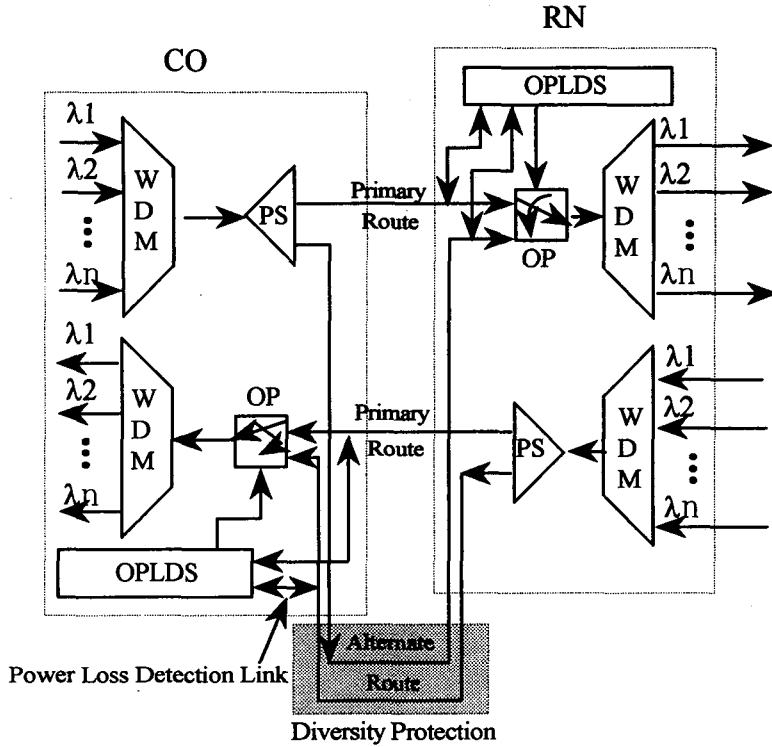 RN
CO
OPLDS
λ1
λ2
λn
W
D
M
PS
Primary
Route
OP
W
D
M
λ1
λ2
λn
λ1
λ2
λn
W
D
M
OP
Primary
Route
PS
W
D
M
λ1
λ2
λn
OPLDS
Alternate
Route
Power Loss Detection Link
Diversity Protection